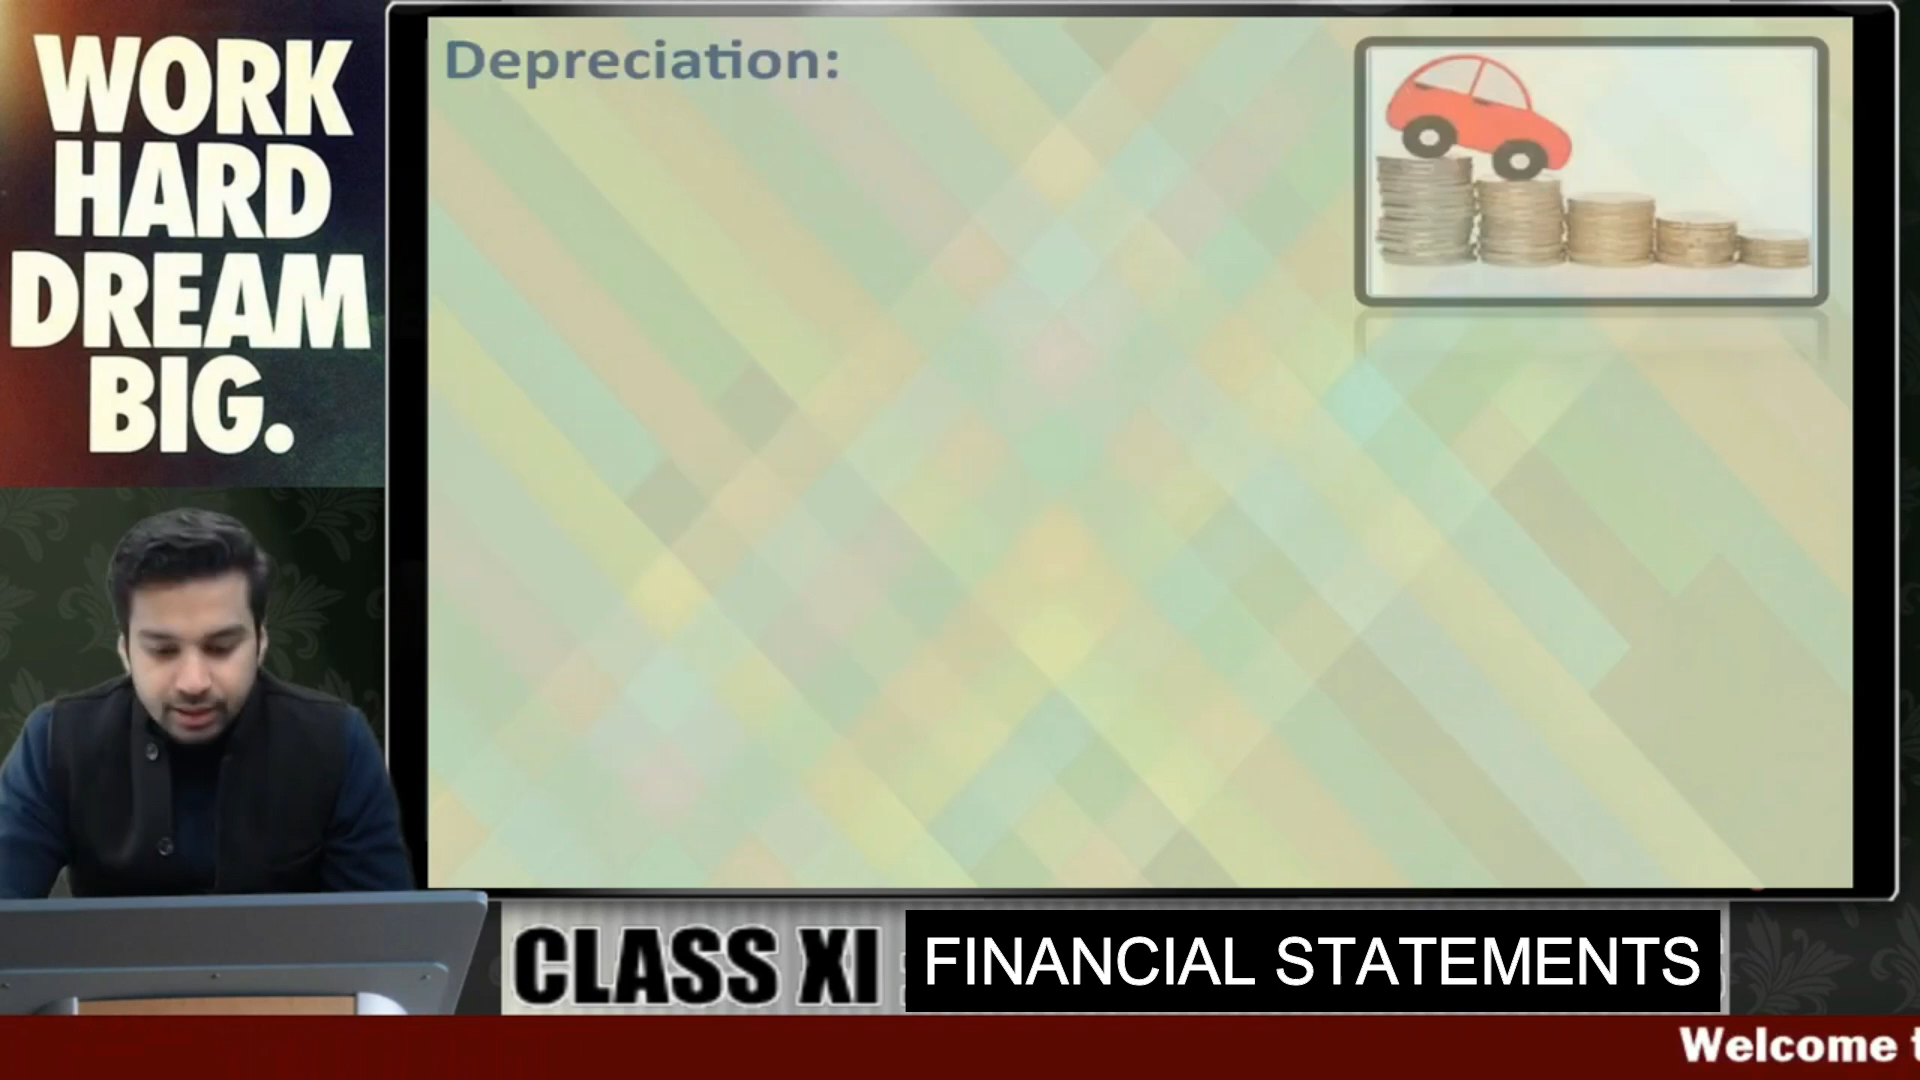 WORK
HARD
DREAM
BIG.
Depreciation:
CLASS XI
FINANCIAL STATEMENTS
Welcome